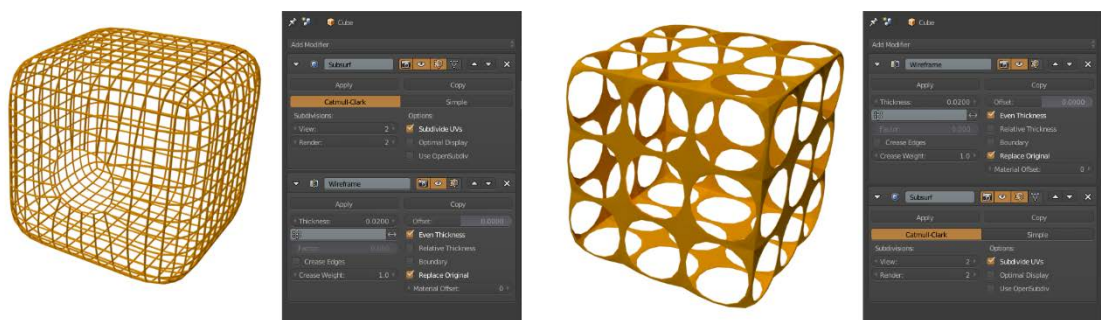 Cube
Add Modifier
Subsurf
Apply Copy
Catmull-Clark Simple
Subdivisions: Options:
View: 2 Subdivide UVs
Render: 2 Optimal Display
Use OpenSubdiv
Wireframe
Apply Copy
Thickness: 0.0200 Offset: 0.0000
Even Thickness
Factor: Relative Thickness
Crease Edges Boundary
Crease Weight: 1.0 Replace Original
Material Offset: 0
Cube
Add Modifier
Wireframe
Apply Copy
Thickness: 0.0200 Offset: 0.0000
Even Thickness
Factor: 0.000 Relative Thickness
Crease Edges Boundary
Crease Weight: 1.0 Replace Original
Material Offset: 0
Subsurf
Apply Copy
Catmull-Clark Simple
Subdivisions: Options:
View: 2 Subdivide UVs
Render: 2 Optimal Display
Use OpenSubdiv